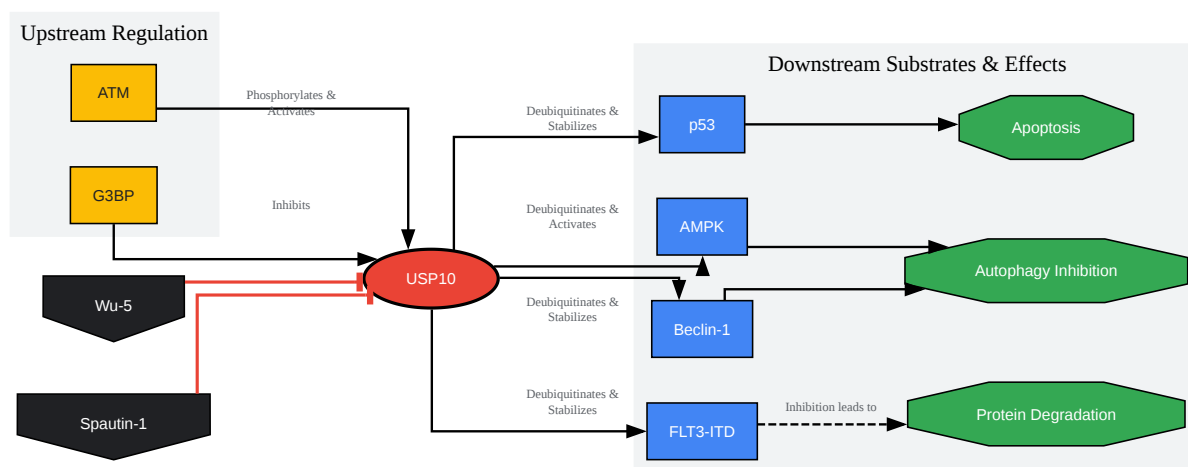 Upstream Regulation
Downstream Substrates & Effects
ATM
Phosphorylates &
Activates
Deubiquitinates &
Stabilizes
p53
Apoptosis
G3BP
Inhibits
Deubiquitinates &
Activates
AMPK
USP10
Autophagy Inhibition
Wu-5
Deubiquitinates &
Stabilizes
Beclin-1
Spautin-1
Deubiquitinates &
Stabilizes
FLT3-ITD
Inhibition leads to
Protein Degradation